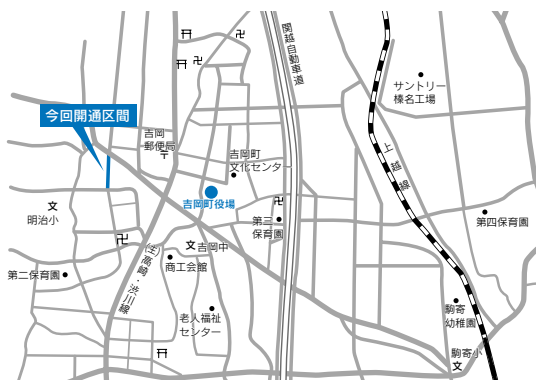 関越自動車道
サントリー
榛名工場
今回開通区間
吉岡
郵便局
吉岡町
文化センター
上越線
吉岡町役場
明治小
第三
保育園
第四保育園
吉岡中
商工会館
第二保育園
(主)高崎・渋川線
老人福祉
センター
駒寄
幼稚園
駒寄小